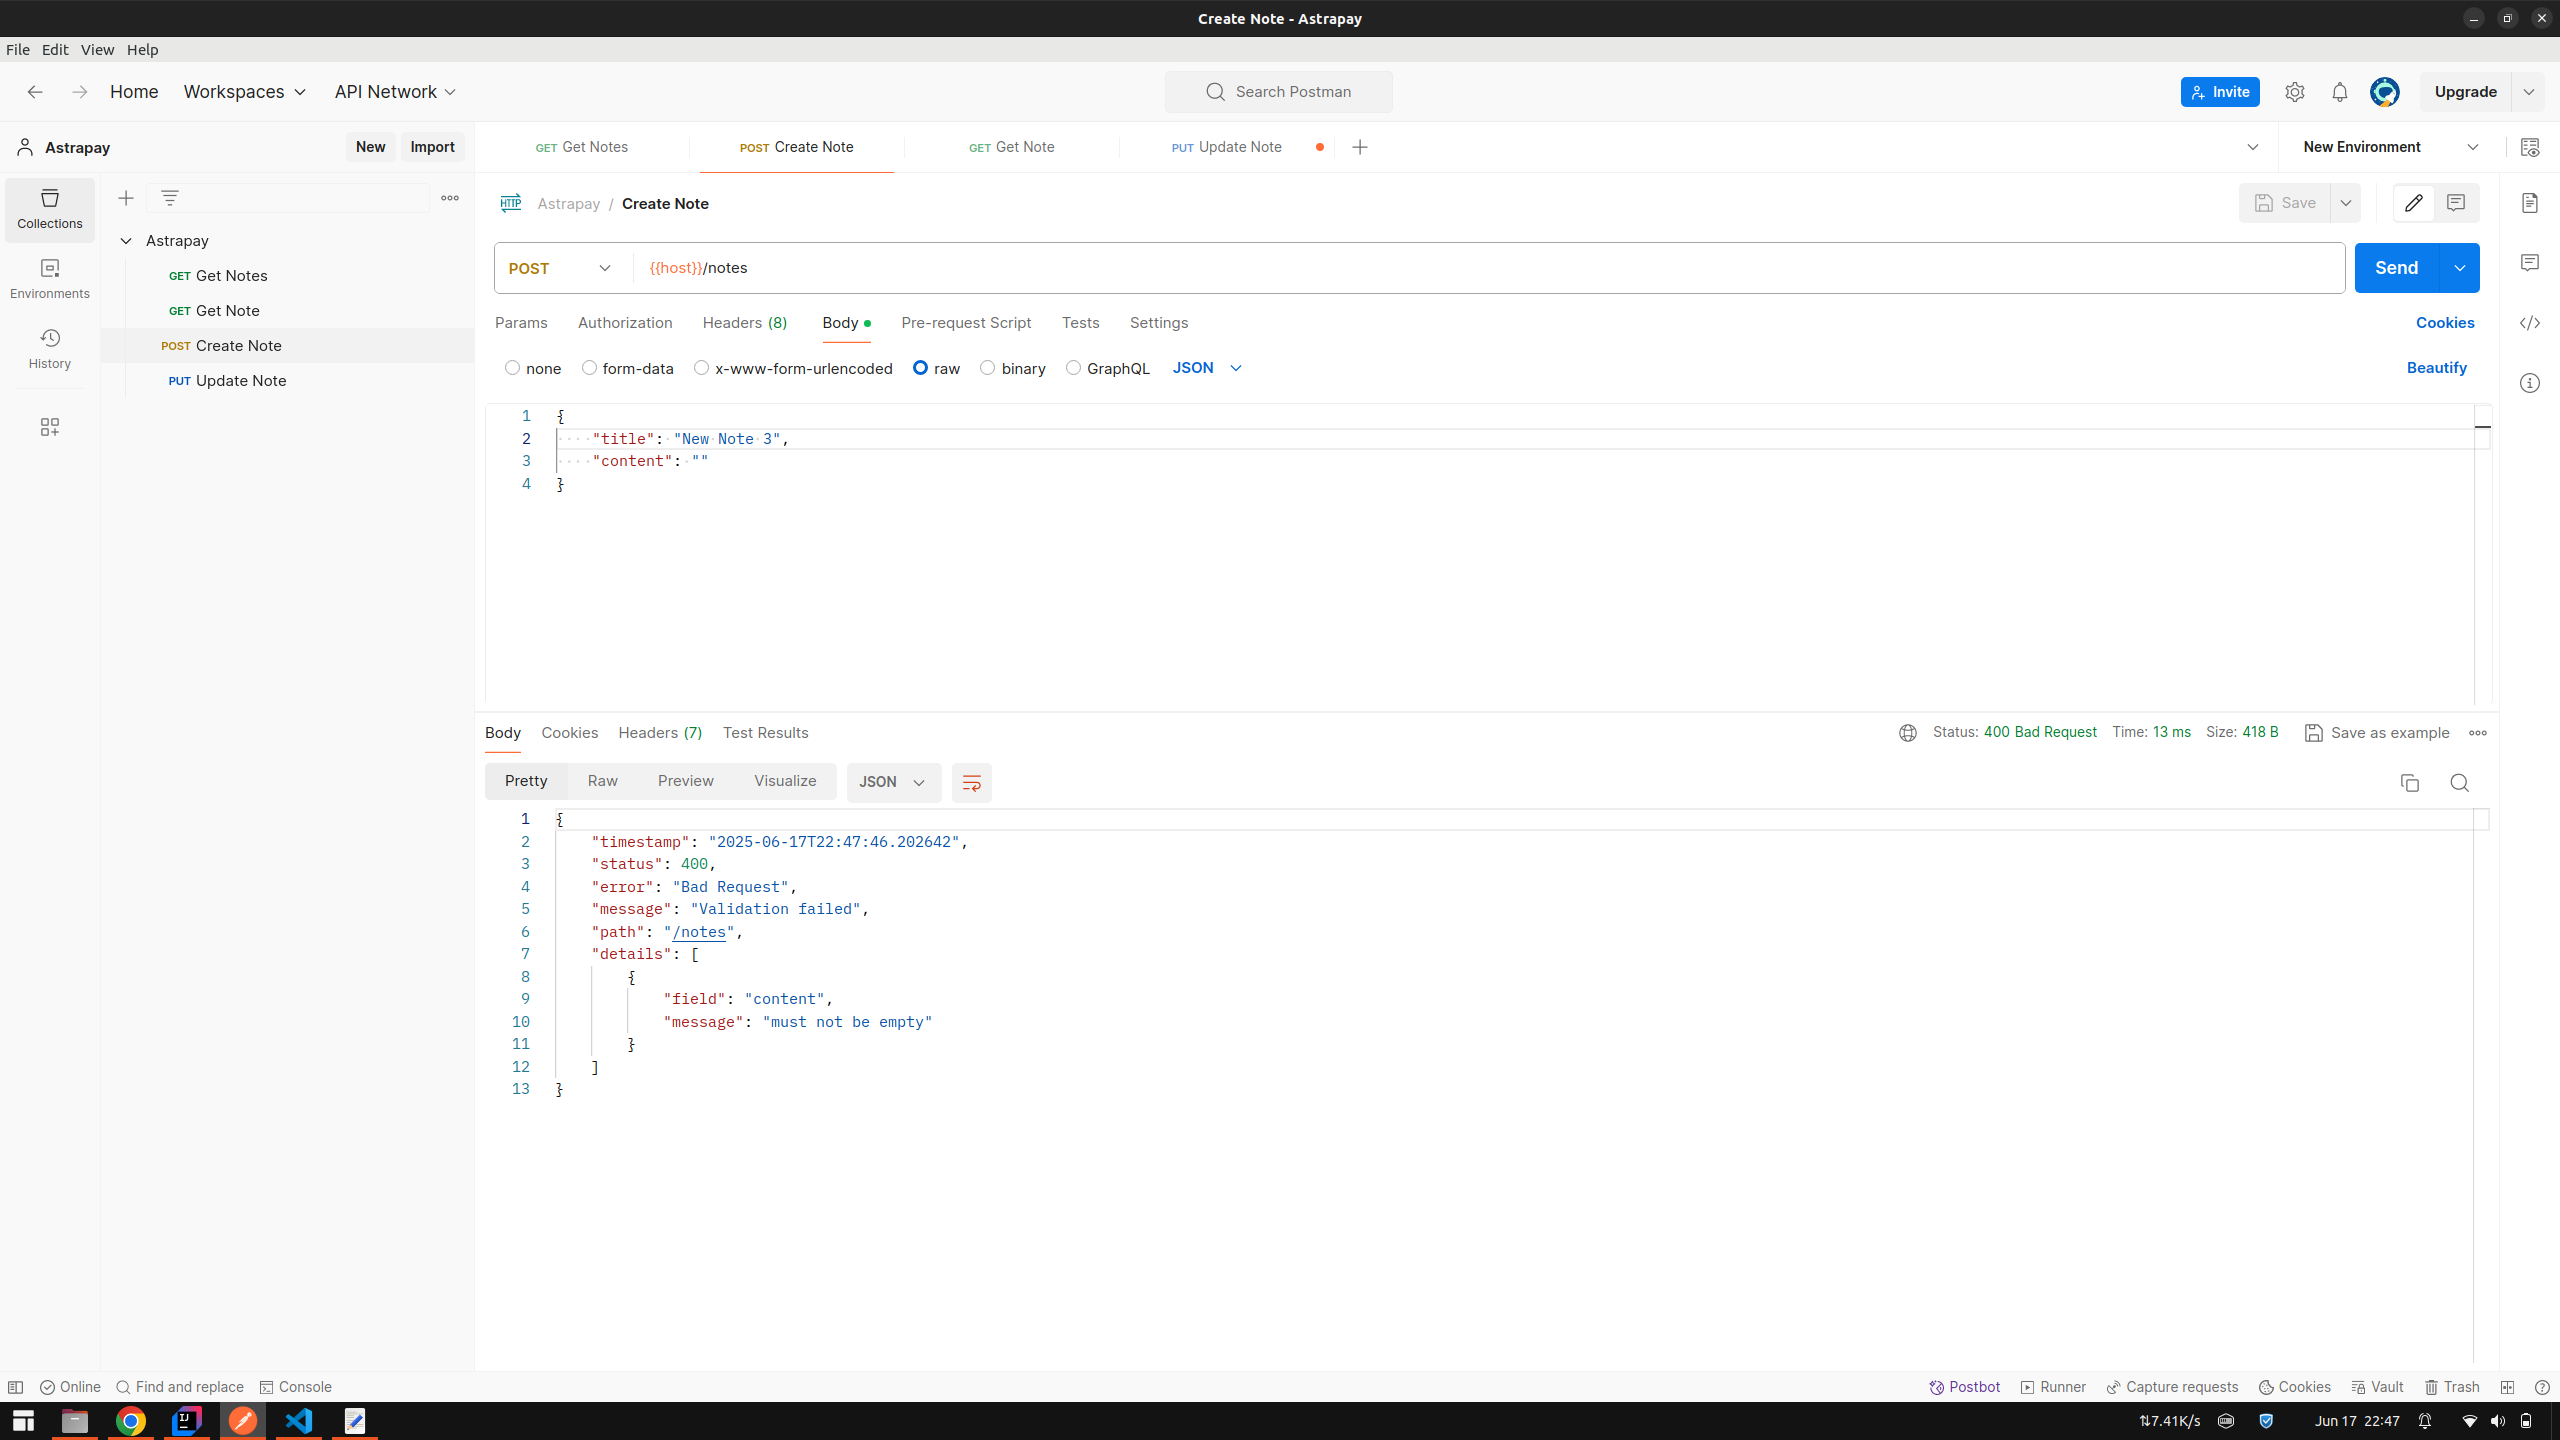 Create Note - Astrapay
File Edit View Help
Home Workspaces API Network Search Postman Invite Upgrade
Astrapay New Import GET Get Notes POST Create Note GET Get Note PUT Update Note New Environment
Collections
Environments
History
Astrapay
GET Get Notes
GET Get Note
POST Create Note
PUT Update Note
HTTP Astrapay / Create Note Save
POST {{host}}/notes Send
Params Authorization Headers (8) Body Pre-request Script Tests Settings Cookies
none form-data x-www-form-urlencoded raw binary GraphQL JSON Beautify
1 {
2 ····"title":·"New·Note·3",
3 ····"content":·""
4 }
Body Cookies Headers (7) Test Results Status: 400 Bad Request Time: 13 ms Size: 418 B Save as example
Pretty Raw Preview Visualize JSON
1 {
2 "timestamp": "2025-06-17T22:47:46.202642",
3 "status": 400,
4 "error": "Bad Request",
5 "message": "Validation failed",
6 "path": "/notes",
7 "details": [
8 {
9 "field": "content",
10 "message": "must not be empty"
11 }
12 ]
13 }
Online Find and replace Console Postbot Runner Capture requests Cookies Vault Trash
7.41K/s Jun 17 22:47